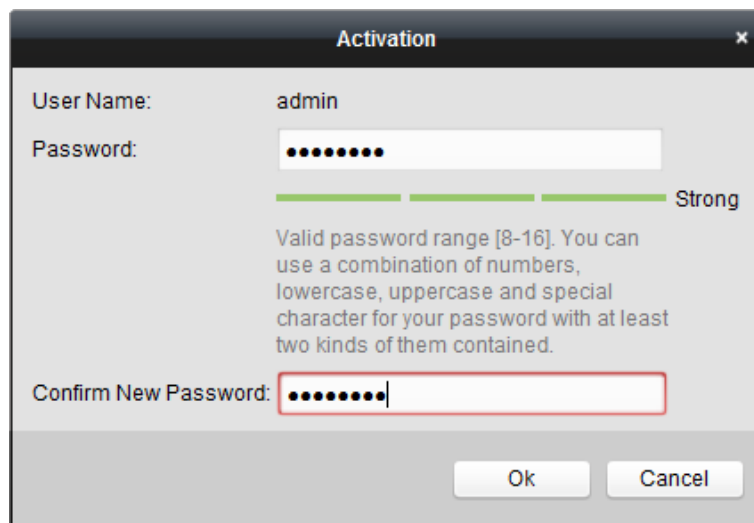 Activation
User Name: admin
Password: ••••••••
Strong
Valid password range [8-16]. You can
use a combination of numbers,
lowercase, uppercase and special
character for your password with at least
two kinds of them contained.
Confirm New Password: ••••••••
Ok Cancel